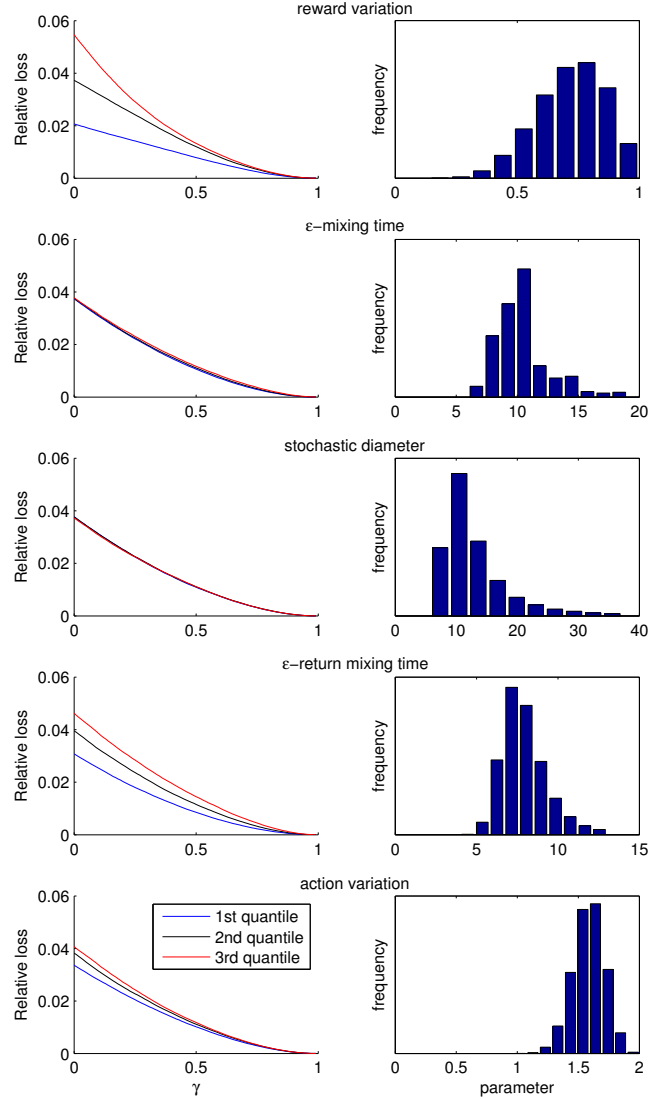 reward variation
Relative loss
0.06
0.04
0.02
0
0 0.5 1
frequency
0.5 1
ε−mixing time
Relative loss
0.06
0.04
0.02
0
0 0.5 1
frequency
0 5 10 15 20
stochastic diameter
Relative loss
0.06
0.04
0.02
0
0 0.5 1
frequency
0 10 20 30 40
ε−return mixing time
Relative loss
0.06
0.04
0.02
0
0 0.5 1
frequency
5 10 15
action variation
Relative loss
0.06
0.04
0.02
0
0 0.5 1
γ
1st quantile
2nd quantile
3rd quantile
frequency
0 0.5 1 1.5 2
parameter